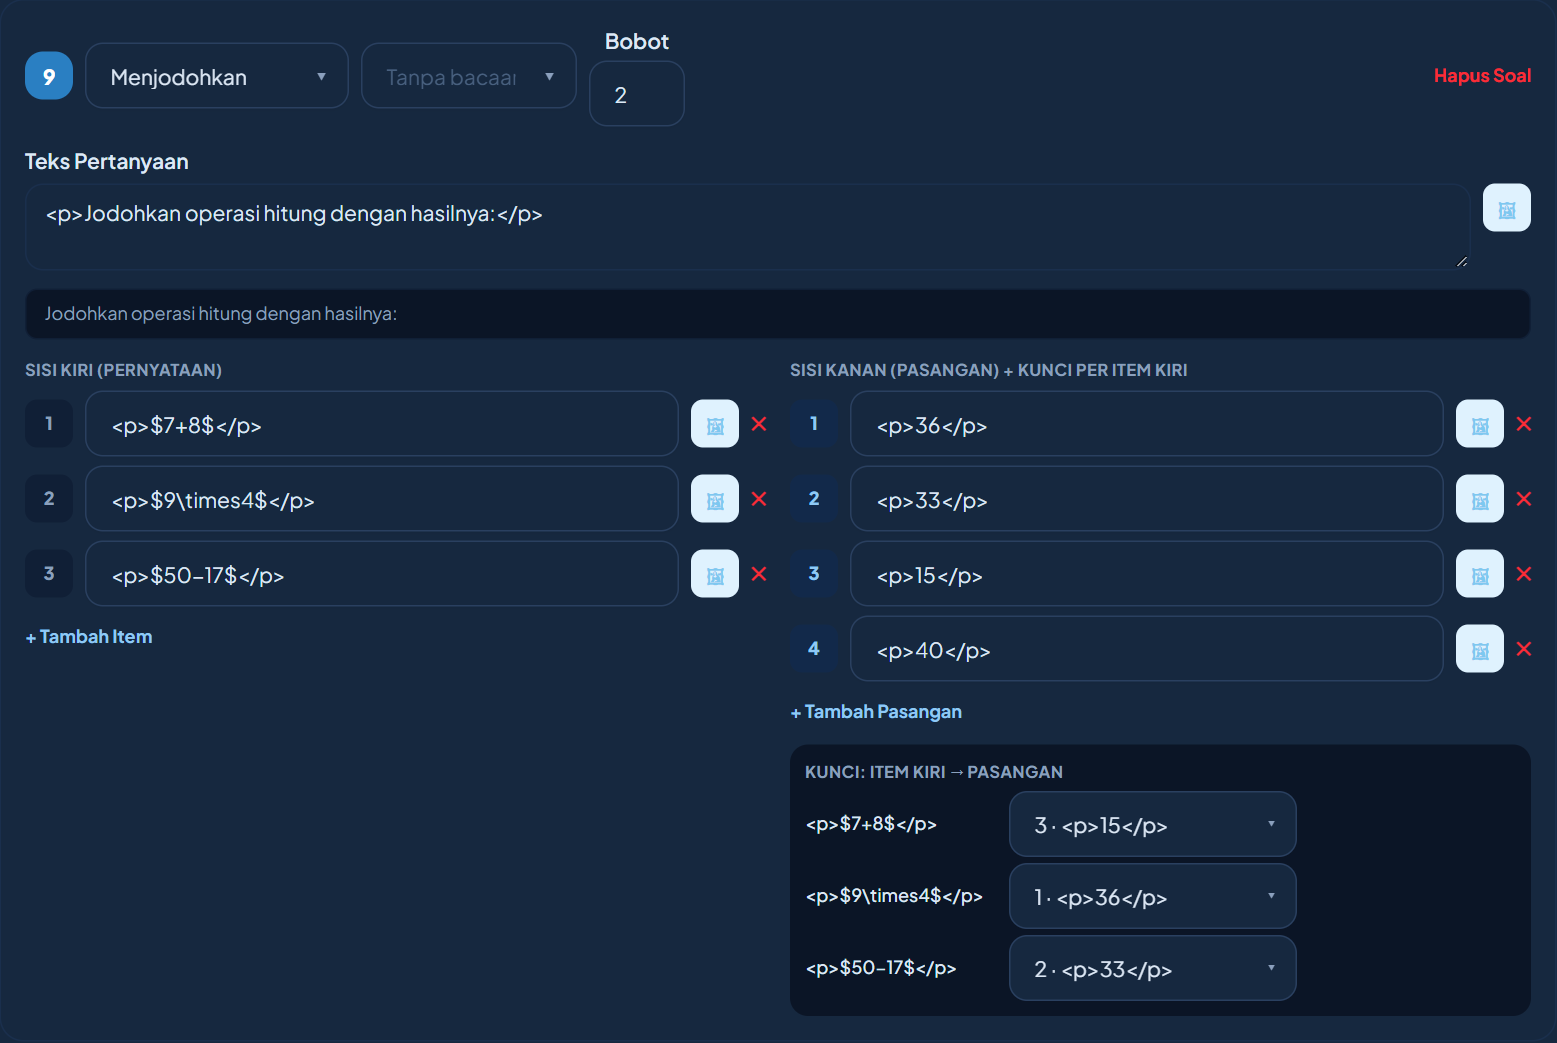 9
Menjodohkan
Tanpa bacaar
Bobot
2
Hapus Soal
Teks Pertanyaan
<p>Jodohkan operasi hitung dengan hasilnya:</p>
Jodohkan operasi hitung dengan hasilnya:
SISI KIRI (PERNYATAAN)
1
<p>$7+8$</p>
2
<p>$9\times4$</p>
3
<p>$50-17$</p>
+ Tambah Item
SISI KANAN (PASANGAN) + KUNCI PER ITEM KIRI
1
<p>36</p>
2
<p>33</p>
3
<p>15</p>
4
<p>40</p>
+ Tambah Pasangan
KUNCI: ITEM KIRI → PASANGAN
<p>$7+8$</p>
3 · <p>15</p>
<p>$9\times4$</p>
1 · <p>36</p>
<p>$50-17$</p>
2 · <p>33</p>